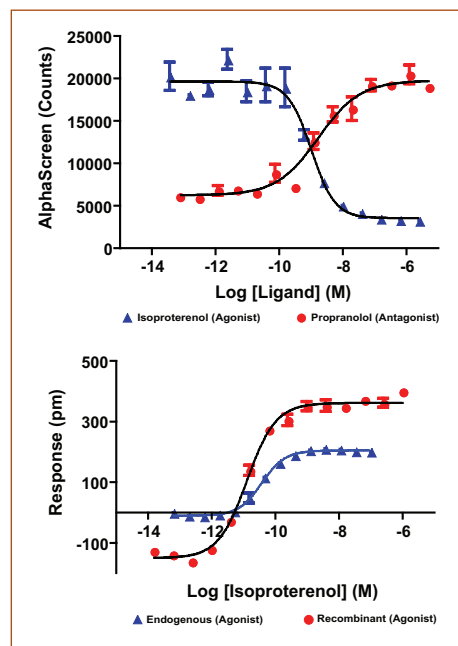 AlphaScreen (Counts)
25000
20000
15000
10000
5000
0
-14 -12 -10 -8 -6
Log [Ligand] (M)
Isoproterenol (Agonist) Propranolol (Antagonist)
Response (pm)
500
300
100
-100
-14 -12 -10 -8 -6
Log [Isoproterenol] (M)
Endogenous (Agonist) Recombinant (Agonist)